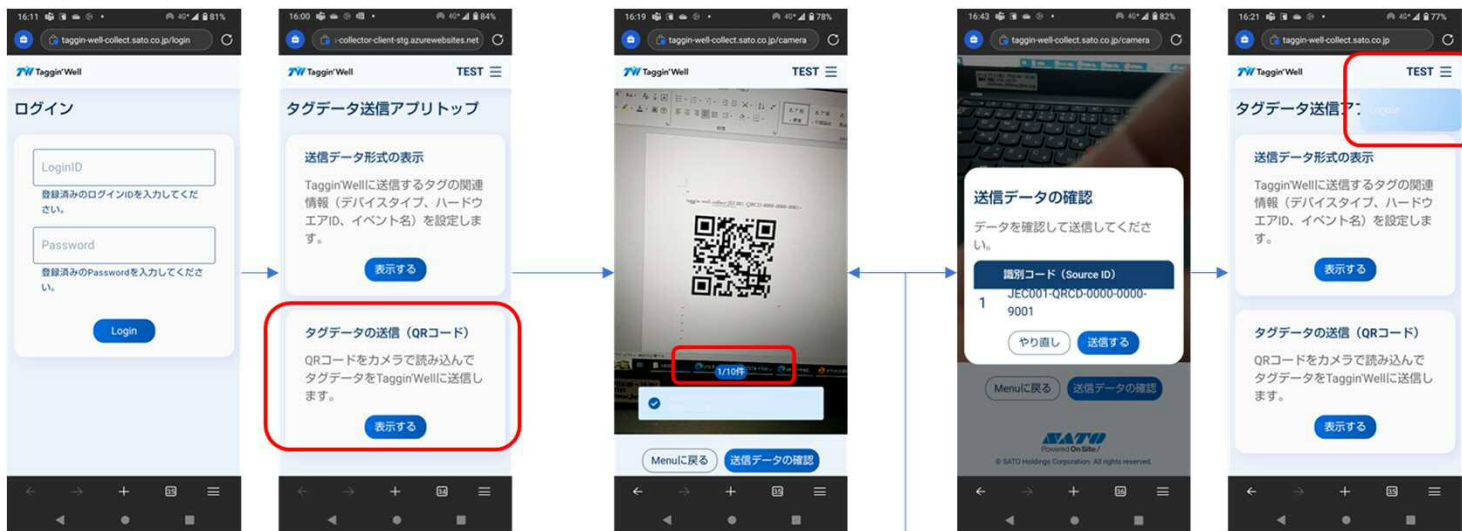 16:11
81%
taggin-well-collect.sato.co.jp/login
TW Taggin'Well
ログイン
LoginID
登録済みのログインIDを入力してくだ
さい。
Password
登録済みのPasswordを入力してくださ
い。
Login
35
16:00
84%
-collector-client-stg.azurewebsites.net
TW Taggin'Well
TEST
タグデータ送信アプリトップ
送信データ形式の表示
Taggin'Wellに送信するタグの関連
情報（デバイスタイプ、ハードウ
エアID、イベント名）を設定しま
す。
表示する
タグデータの送信（QRコード）
QRコードをカメラで読み込んで
タグデータをTaggin'Wellに送信し
ます。
表示する
34
16:19
78%
taggin-well-collect.sato.co.jp/camera
TW Taggin'Well
TEST
1/10件
Menuに戻る
送信データの確認
35
16:43
82%
taggin-well-collect.sato.co.jp/camera
送信データの確認
データを確認して送信してくださ
い。
識別コード（Source ID）
1
JEC001-QRCD-0000-0000-
9001
やり直し
送信する
Menuに戻る
送信データの確認
SATO
Powered On Site
© SATO Holdings Corporation. All rights reserved.
36
16:21
77%
taggin-well-collect.sato.co.jp
TW Taggin'Well
TEST
タグデータ送信ア
Logout
送信データ形式の表示
Taggin'Wellに送信するタグの関連
情報（デバイスタイプ、ハードウ
エアID、イベント名）を設定しま
す。
表示する
タグデータの送信（QRコード）
QRコードをカメラで読み込んで
タグデータをTaggin'Wellに送信し
ます。
表示する
35